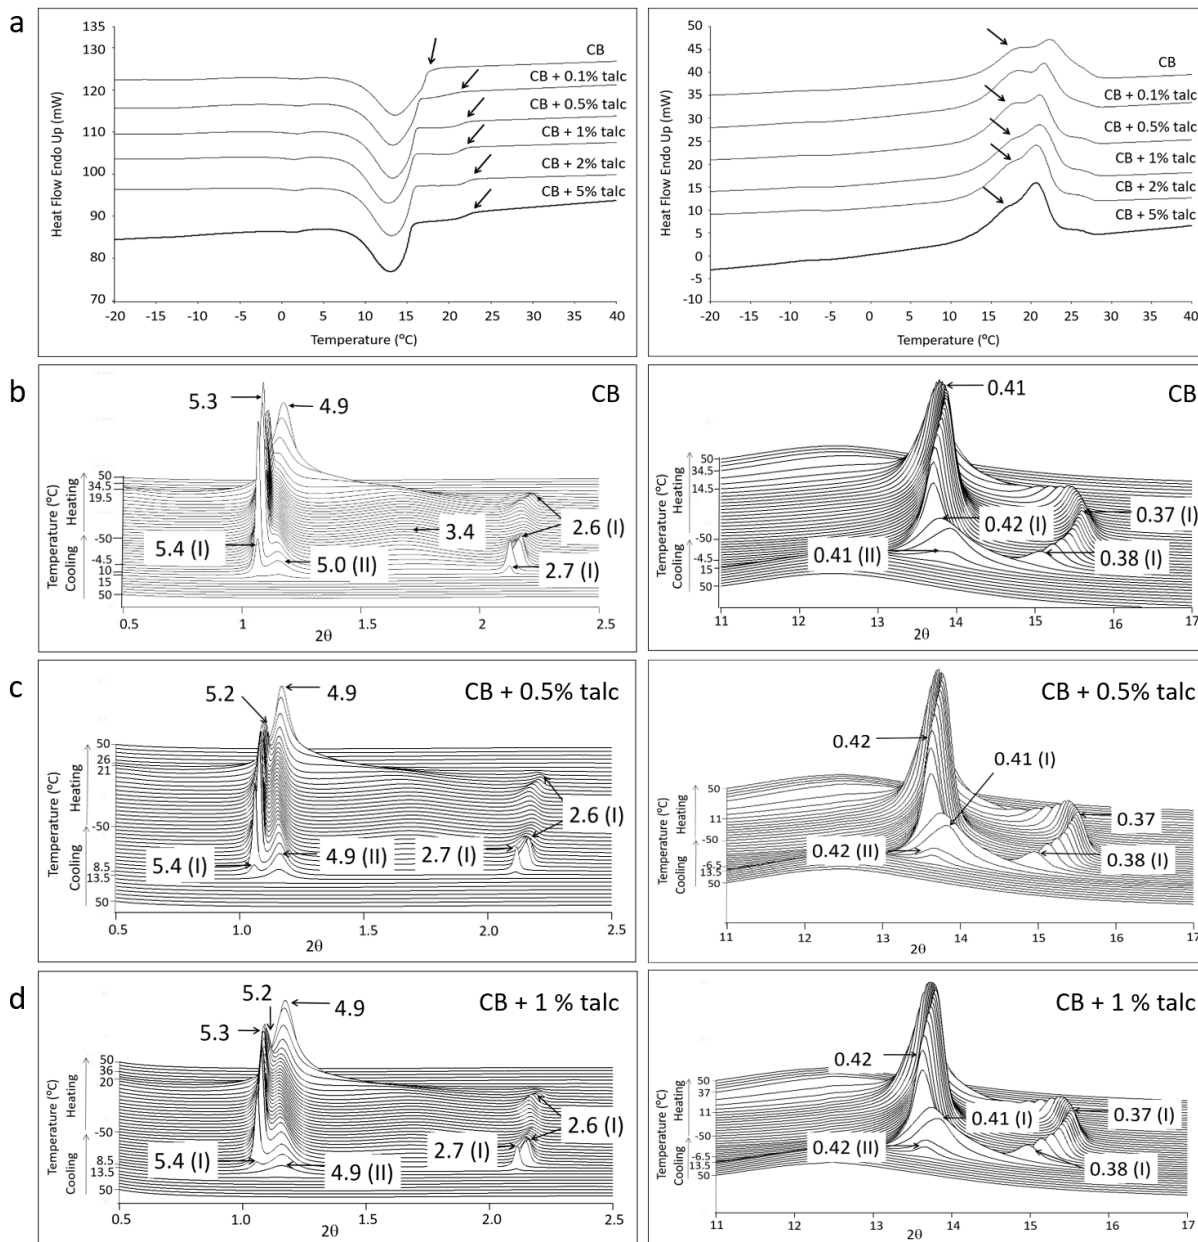 a
135
130
120
110
100
90
80
70
Heat Flow Endo Up (mW)
CB
CB + 0.1% talc
CB + 0.5% talc
CB + 1% talc
CB + 2% talc
CB + 5% talc
-20 -15 -10 -5 0 5 10 15 20 25 30 35 40
Temperature (°C)
50
45
40
35
30
25
20
15
10
5
0
-5
-10
Heat Flow Endo Up (mW)
CB
CB + 0.1% talc
CB + 0.5% talc
CB + 1% talc
CB + 2% talc
CB + 5% talc
-20 -15 -10 -5 0 5 10 15 20 25 30 35 40
Temperature (°C)
b
CB
5.3
4.9
Temperature (°C)
Cooling Heating
50
34.5
19.5
-50
-4.5
10
15
50
5.4 (I)
5.0 (II)
3.4
2.6 (I)
2.7 (I)
0.5 1.0 1.5 2.0 2.5
2θ
CB
0.41
Temperature (°C)
Cooling Heating
50
34.5
14.5
-50
-4.5
15
50
0.42 (I)
0.37 (I)
0.41 (II)
0.38 (I)
11 12 13 14 15 16 17
2θ
c
CB + 0.5% talc
5.2
4.9
Temperature (°C)
Cooling Heating
50
26
21
-50
8.5
13.5
50
5.4 (I)
4.9 (II)
2.7 (I)
2.6 (I)
0.5 1.0 1.5 2.0 2.5
2θ
CB + 0.5% talc
0.42
0.41 (I)
Temperature (°C)
Cooling Heating
50
11
-50
-6.5
13.5
50
0.37
0.42 (II)
0.38 (I)
11 12 13 14 15 16 17
2θ
d
CB + 1 % talc
5.2
5.3
4.9
Temperature (°C)
Cooling Heating
50
36
20
-50
8.5
13.5
50
5.4 (I)
4.9 (II)
2.7 (I)
2.6 (I)
0.5 1.0 1.5 2.0 2.5
2θ
CB + 1 % talc
0.42
Temperature (°C)
Cooling Heating
50
37
11
-50
-6.5
13.5
50
0.41 (I)
0.37 (I)
0.42 (II)
0.38 (I)
11 12 13 14 15 16 17
2θ